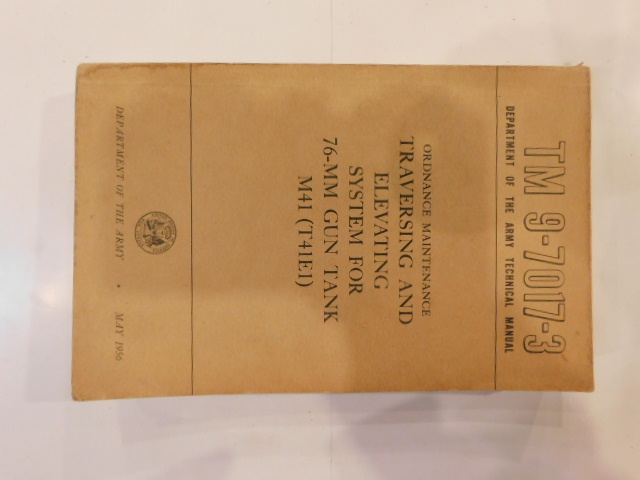 TM 9-7017-3
DEPARTMENT OF THE ARMY TECHNICAL MANUAL
ORDNANCE MAINTENANCE
TRAVERSING AND
ELEVATING
SYSTEM FOR
76-MM GUN TANK
M41 (T41E1)
DEPARTMENT OF THE ARMY • MAY 1956